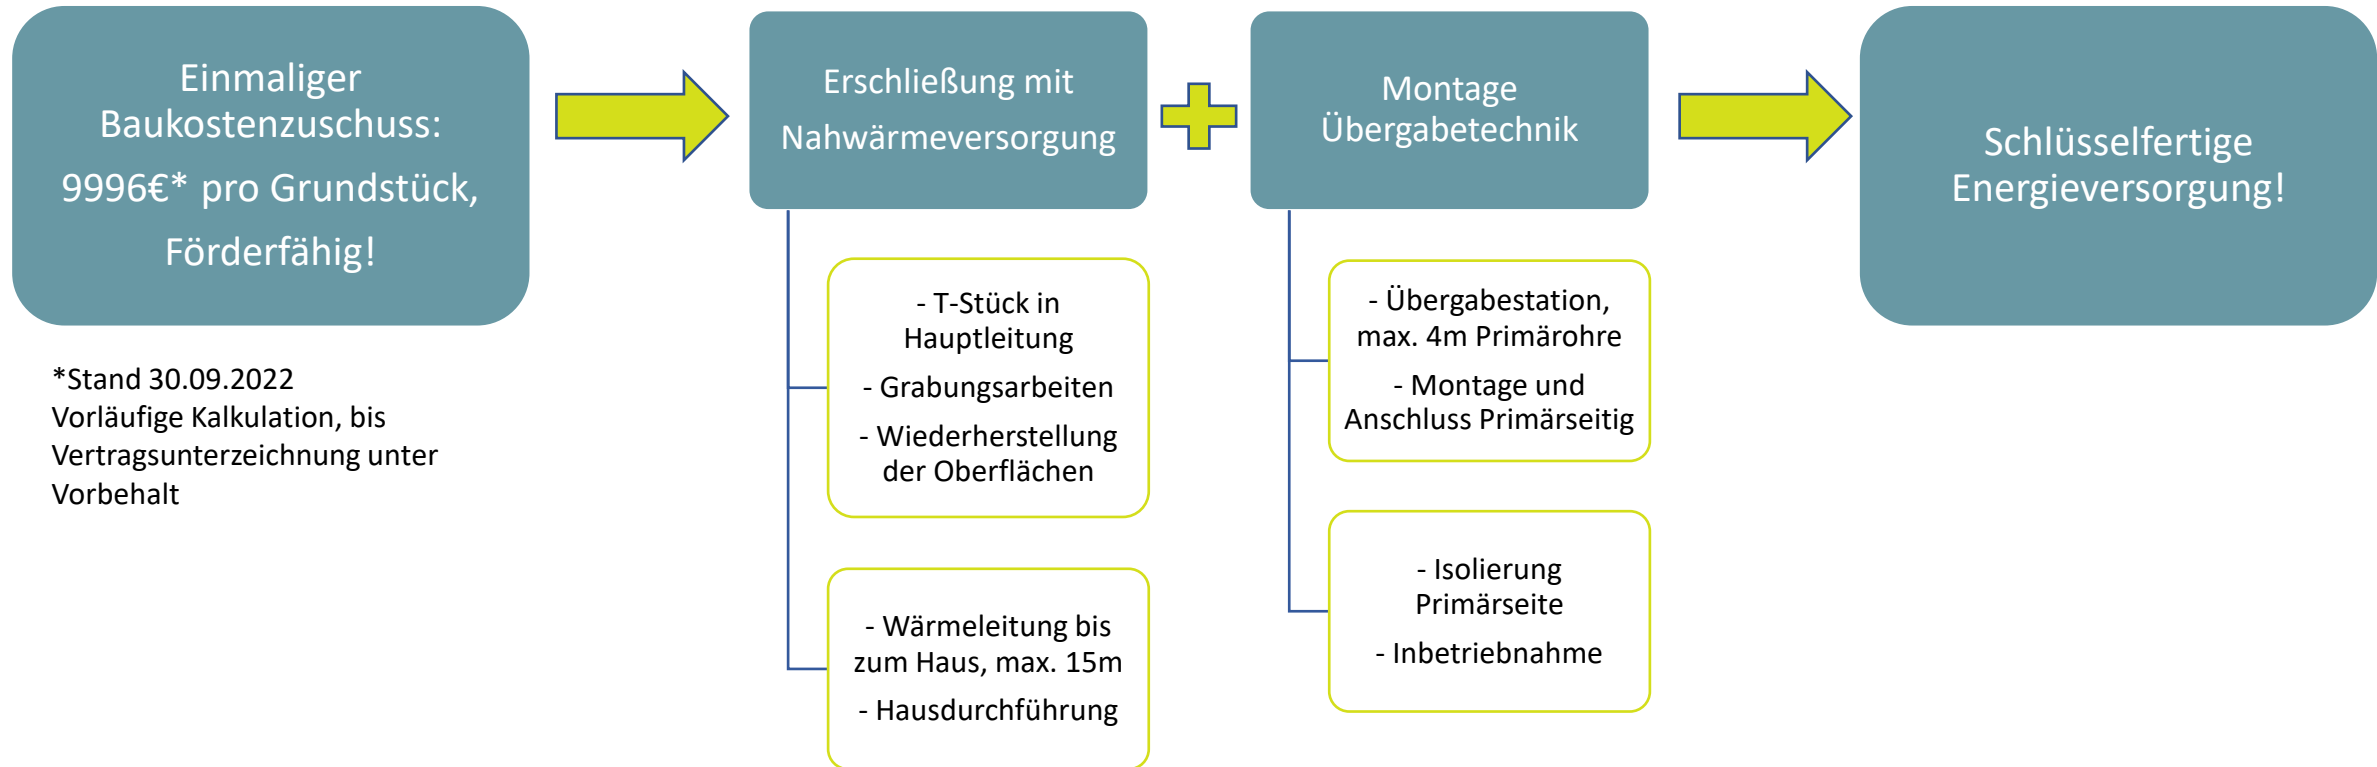 Einmaliger
Baukostenzuschuss:
9996€* pro Grundstück,
Förderfähig!
*Stand 30.09.2022
Vorläufige Kalkulation, bis
Vertragsunterzeichnung unter
Vorbehalt
Erschließung mit
Nahwärmeversorgung
- T-Stück in
Hauptleitung
- Grabungsarbeiten
- Wiederherstellung
der Oberflächen
- Wärmeleitung bis
zum Haus, max. 15m
- Hausdurchführung
Montage
Übergabetechnik
- Übergabestation,
max. 4m Primärohre
- Montage und
Anschluss Primärseitig
- Isolierung
Primärseite
- Inbetriebnahme
Schlüsselfertige
Energieversorgung!